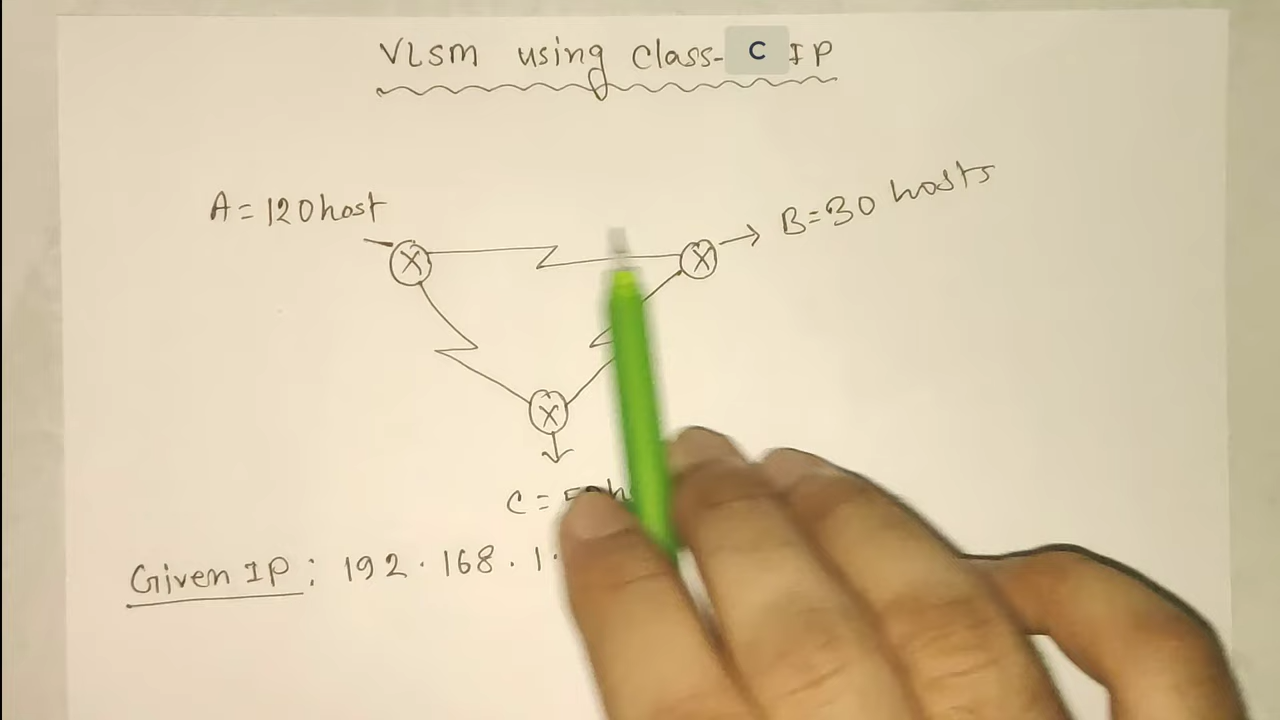 VLSM using Class- C IP
A = 120 host
B = 30 hosts
C =
Given IP : 192 . 168 . 1 .